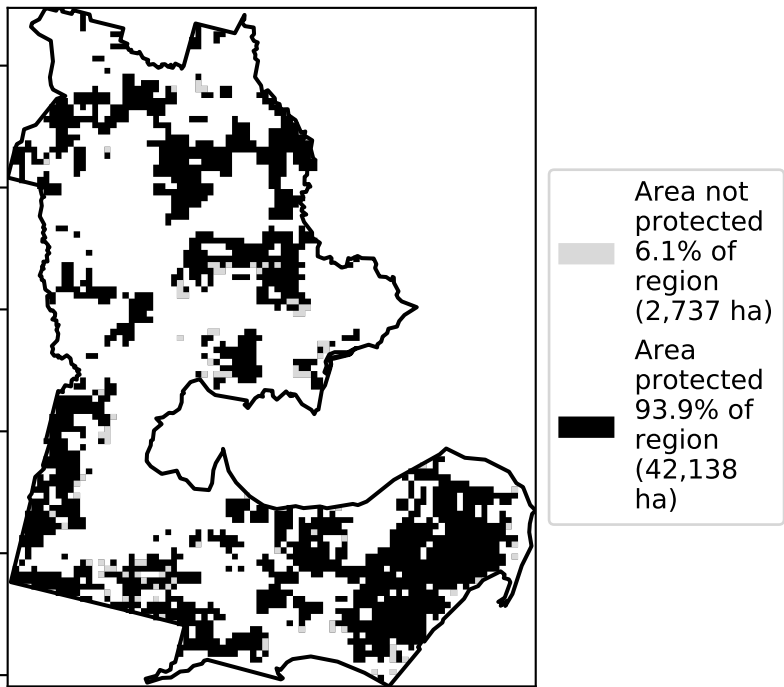 Area not
protected
6.1% of
region
(2,737 ha)
Area
protected
93.9% of
region
(42,138
ha)